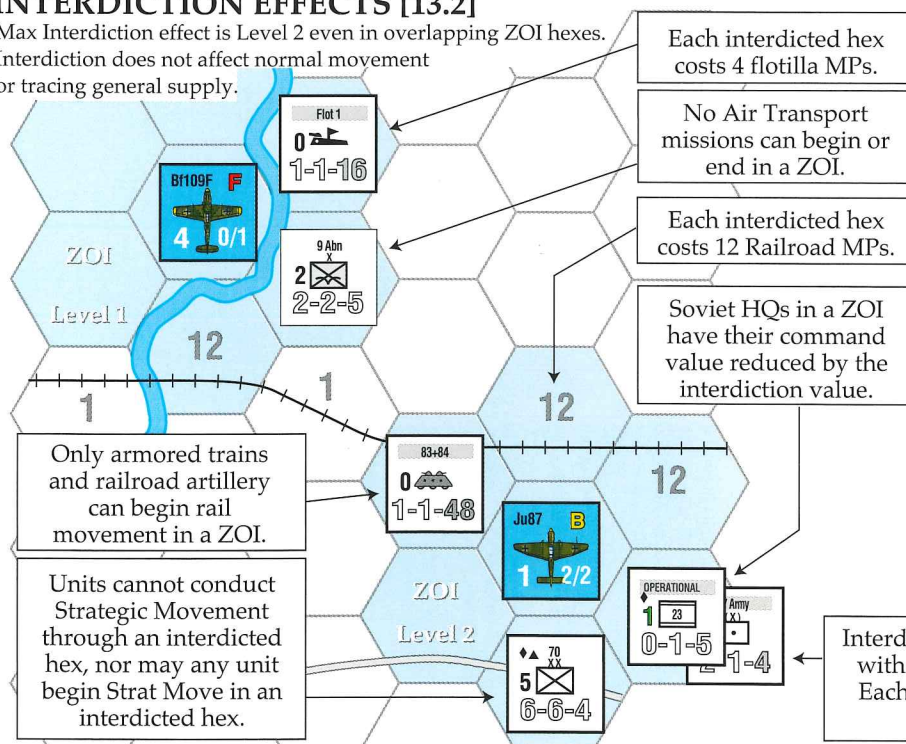 INTERDICTION EFFECTS [13.2]
Max Interdiction effect is Level 2 even in overlapping ZOI hexes.
Interdiction does not affect normal movement
or tracing general supply.
Each interdicted hex
costs 4 flotilla MPs.
No Air Transport
missions can begin or
end in a ZOI.
Each interdicted hex
costs 12 Railroad MPs.
Soviet HQs in a ZOI
have their command
value reduced by the
interdiction value.
Flot 1
0
1-1-16
Bf109F F
4 0/1
9 Abn
X
2
2-2-5
ZOI
Level 1
12
1
1
12
12
Only armored trains
and railroad artillery
can begin rail
movement in a ZOI.
83+84
0
1-1-48
Ju87 B
1 2/2
ZOI
Level 2
Units cannot conduct
Strategic Movement
through an interdicted
hex, nor may any unit
begin Strat Move in an
interdicted hex.
70
XX
5
6-6-4
OPERATIONAL
1 23
0-1-5
Army
(X)
1-4
with
Each